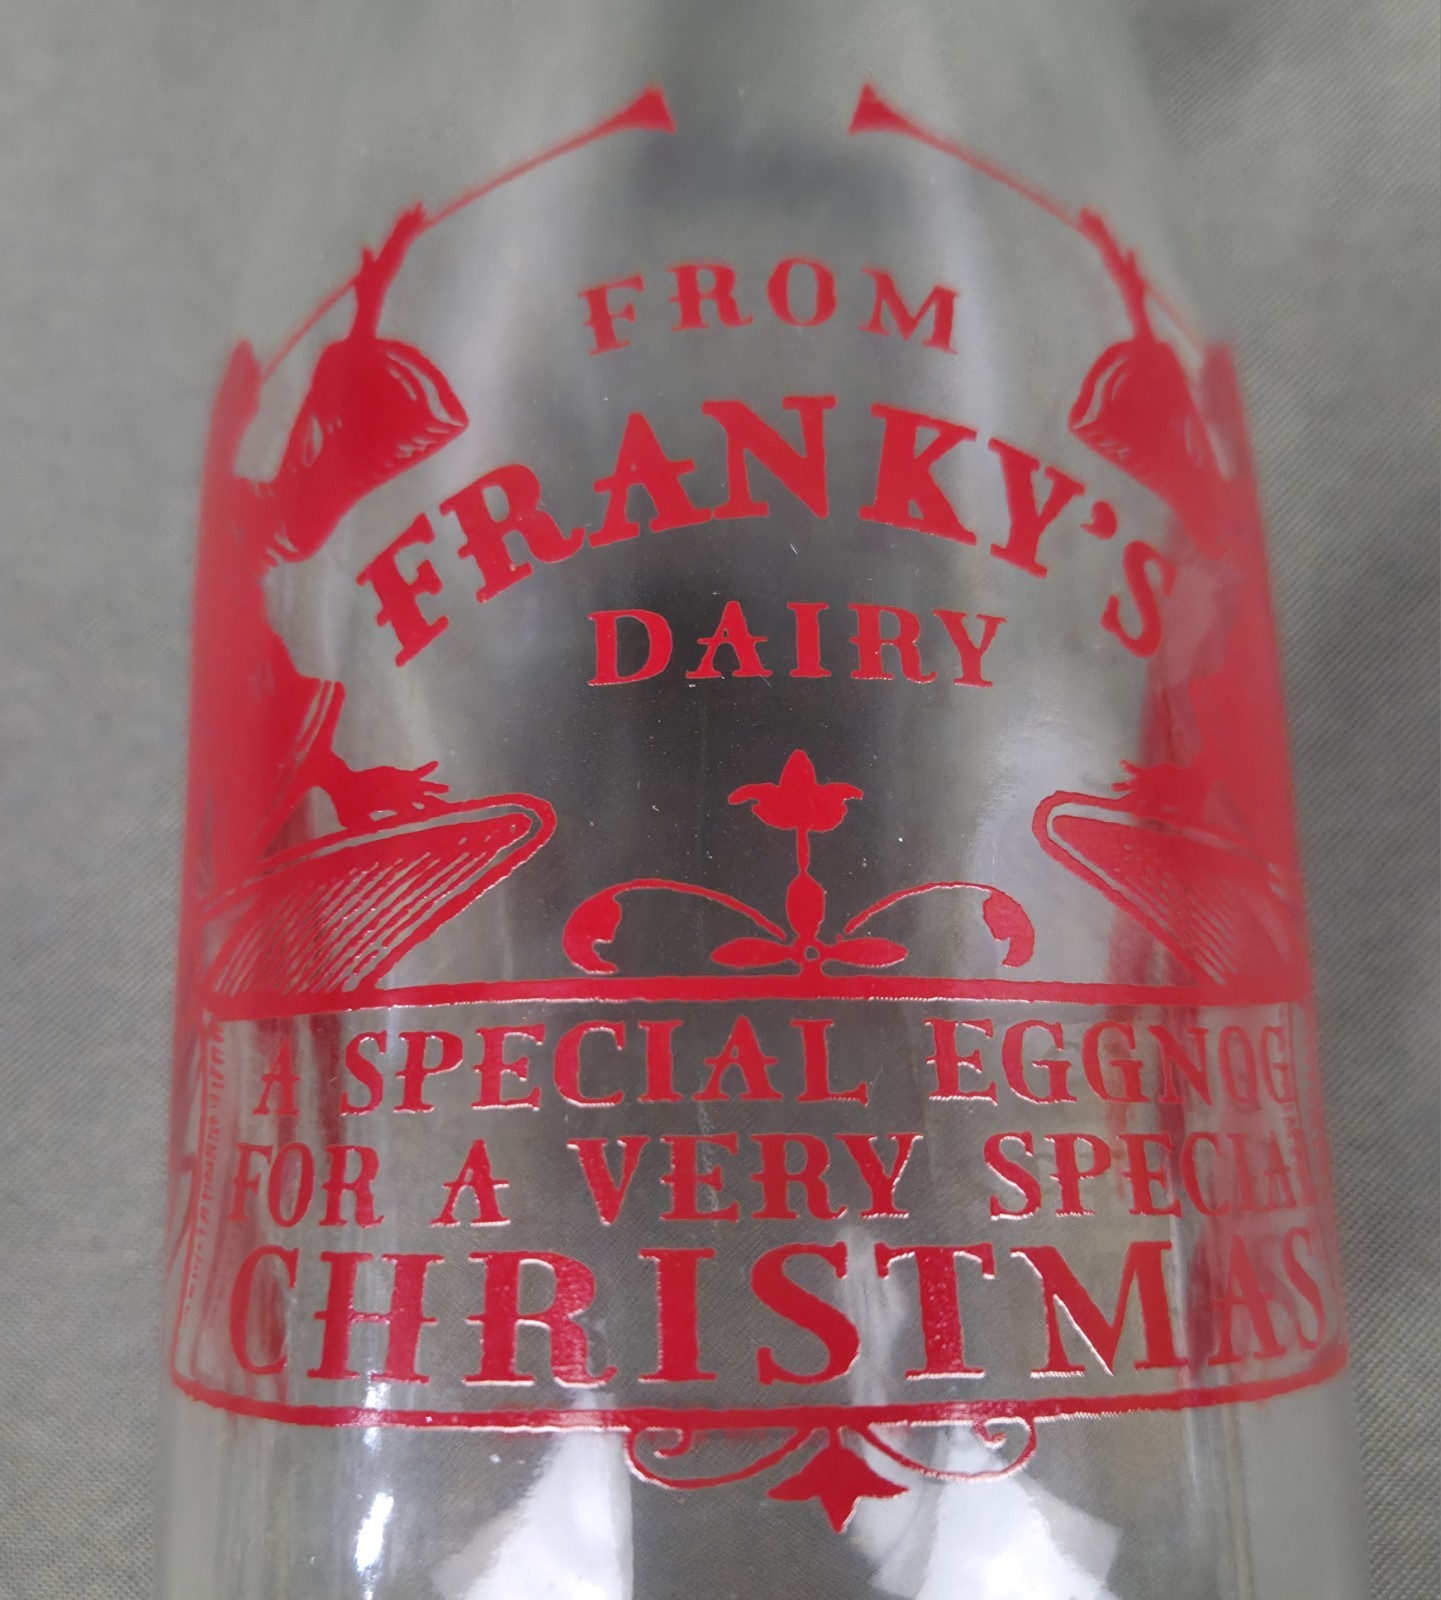 FROM
FRANKY'S
DAIRY
A SPECIAL EGGNOG
FOR A VERY SPECIAL
CHRISTMAS